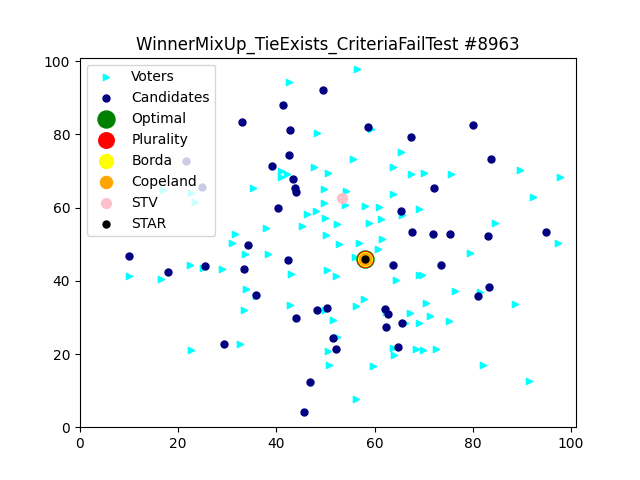 WinnerMixUp_TieExists_CriteriaFailTest #8963
100
80
60
40
20
0
Voters
Candidates
Optimal
Plurality
Borda
Copeland
STV
STAR
0 20 40 60 80 100